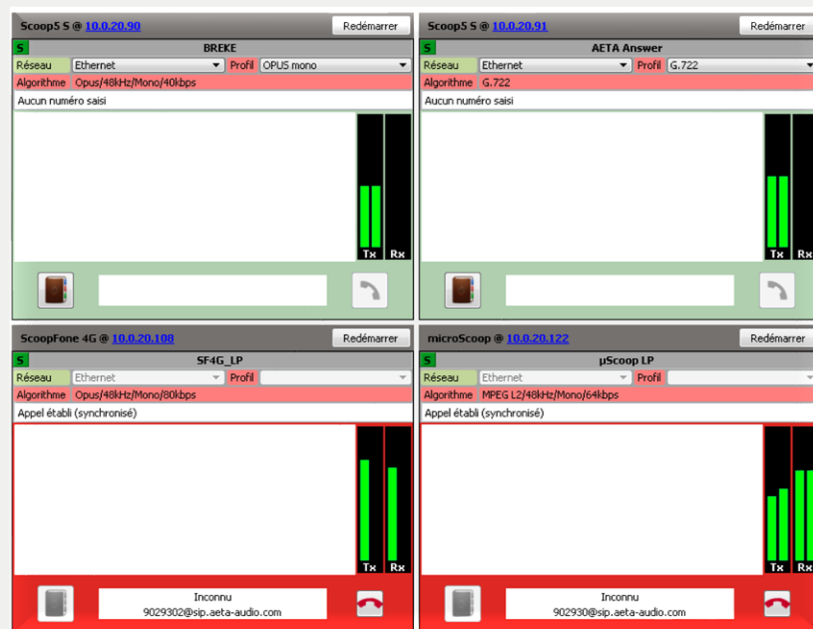 Scoop5 S @ 10.0.20.90 Redémarrer
S BREKE
Réseau Ethernet Profil OPUS mono
Algorithme Opus/48kHz/Mono/40kbps
Aucun numéro saisi
Tx Rx
Scoop5 S @ 10.0.20.91 Redémarrer
S AETA Answer
Réseau Ethernet Profil G.722
Algorithme G.722
Aucun numéro saisi
Tx Rx
ScoopFone 4G @ 10.0.20.108 Redémarrer
S SF4G_LP
Réseau Ethernet Profil
Algorithme Opus/48kHz/Mono/80kbps
Appel établi (synchronisé)
Tx Rx
Inconnu
9029302@sip.aeta-audio.com
microScoop @ 10.0.20.122 Redémarrer
S µScoop LP
Réseau Ethernet Profil
Algorithme MPEG L2/48kHz/Mono/64kbps
Appel établi (synchronisé)
Tx Rx
Inconnu
902930@sip.aeta-audio.com